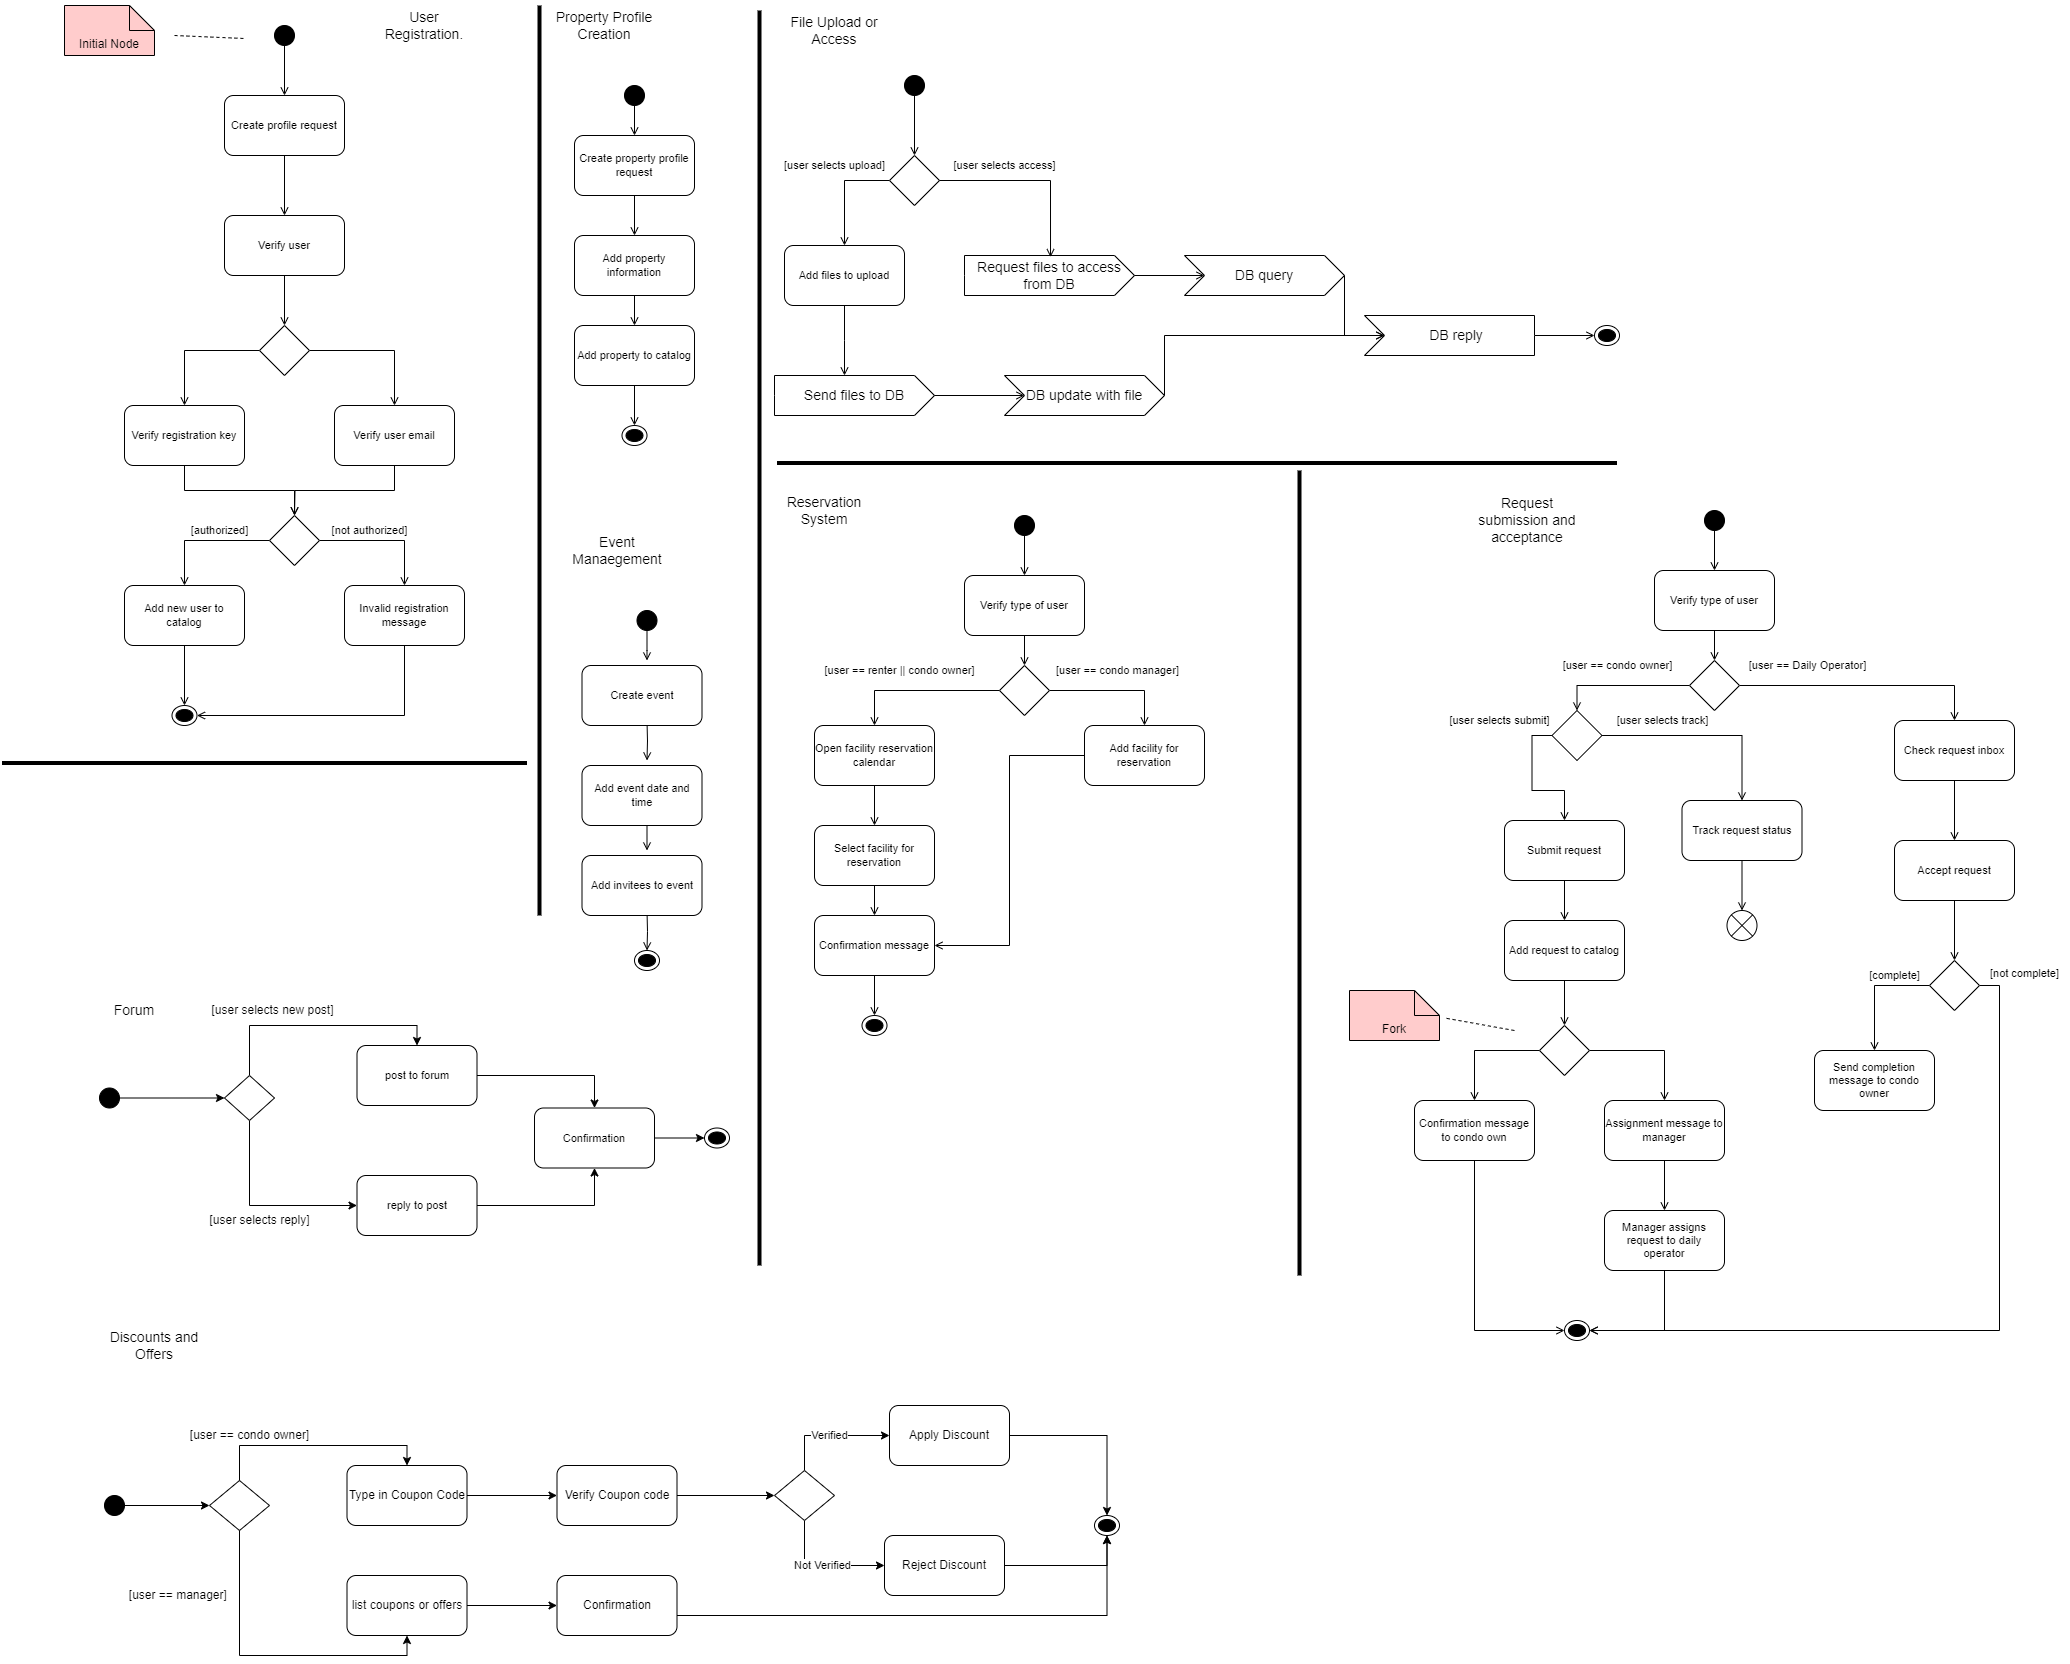 Initial Node
User
Registration.
Create profile request
Verify user
Verify registration key
Verify user email
[authorized]
[not authorized]
Add new user to
catalog
Invalid registration
message
Property Profile
Creation
Create property profile
request
Add property
information
Add property to catalog
Event
Manaegement
Create event
Add event date and
time
Add invitees to event
File Upload or
Access
[user selects upload]
[user selects access]
Add files to upload
Request files to access
from DB
DB query
DB reply
Send files to DB
DB update with file
Reservation
System
Verify type of user
[user == renter || condo owner]
[user == condo manager]
Open facility reservation
calendar
Add facility for
reservation
Select facility for
reservation
Confirmation message
Request
submission and
acceptance
Verify type of user
[user == condo owner]
[user == Daily Operator]
[user selects submit]
[user selects track]
Check request inbox
Submit request
Track request status
Accept request
Add request to catalog
[complete]
[not complete]
Fork
Send completion
message to condo
owner
Confirmation message
to condo own
Assignment message to
manager
Manager assigns
request to daily
operator
Forum
[user selects new post]
post to forum
Confirmation
reply to post
[user selects reply]
Discounts and
Offers
[user == condo owner]
Type in Coupon Code
Verify Coupon code
Verified
Apply Discount
Not Verified
Reject Discount
[user == manager]
list coupons or offers
Confirmation